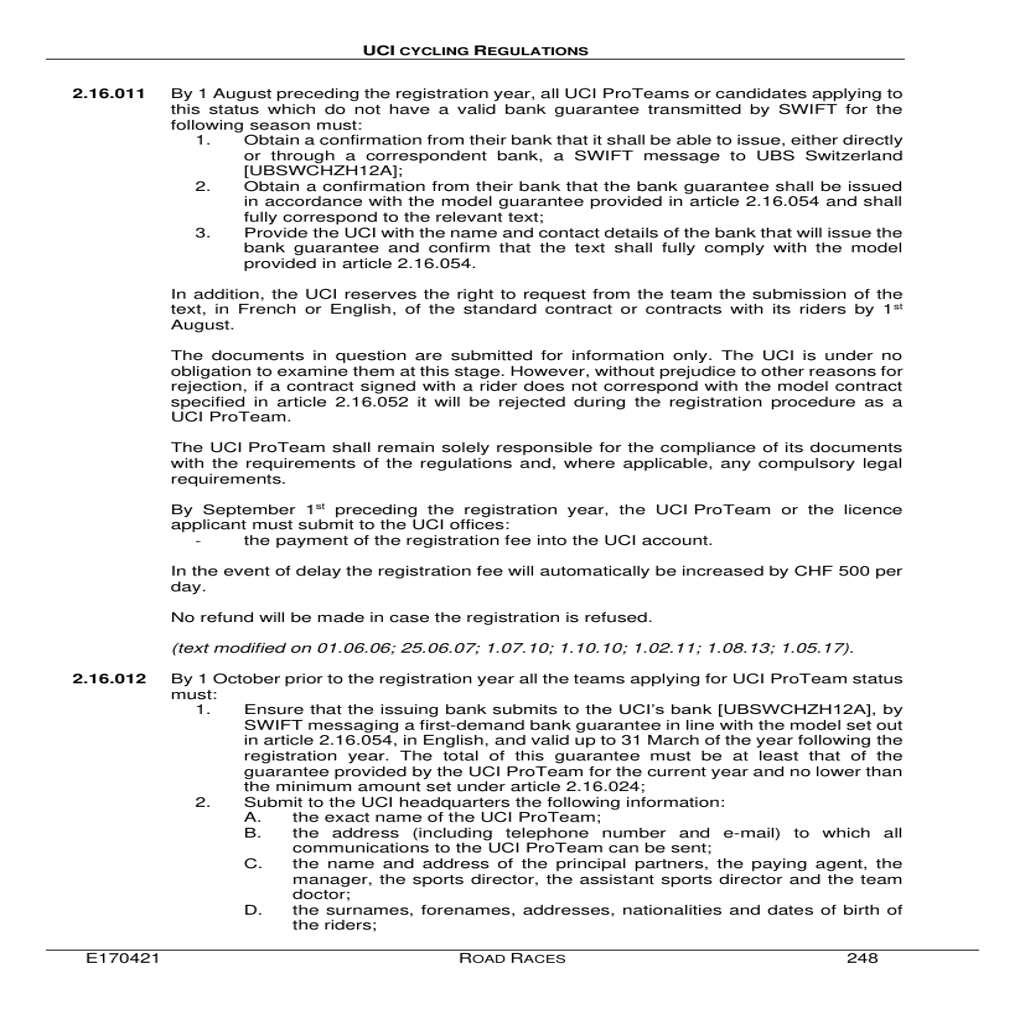 UCI CYCLING REGULATIONS
2.16.011 By 1 August preceding the registration year, all UCI ProTeams or candidates applying to
this status which do not have a valid bank guarantee transmitted by SWIFT for the
following season must:
1. Obtain a confirmation from their bank that it shall be able to issue, either directly
or through a correspondent bank, a SWIFT message to UBS Switzerland
[UBSWCHZH12A];
2. Obtain a confirmation from their bank that the bank guarantee shall be issued
in accordance with the model guarantee provided in article 2.16.054 and shall
fully correspond to the relevant text;
3. Provide the UCI with the name and contact details of the bank that will issue the
bank guarantee and confirm that the text shall fully comply with the model
provided in article 2.16.054.
In addition, the UCI reserves the right to request from the team the submission of the
text, in French or English, of the standard contract or contracts with its riders by 1st
August.
The documents in question are submitted for information only. The UCI is under no
obligation to examine them at this stage. However, without prejudice to other reasons for
rejection, if a contract signed with a rider does not correspond with the model contract
specified in article 2.16.052 it will be rejected during the registration procedure as a
UCI ProTeam.
The UCI ProTeam shall remain solely responsible for the compliance of its documents
with the requirements of the regulations and, where applicable, any compulsory legal
requirements.
By September 1st preceding the registration year, the UCI ProTeam or the licence
applicant must submit to the UCI offices:
- the payment of the registration fee into the UCI account.
In the event of delay the registration fee will automatically be increased by CHF 500 per
day.
No refund will be made in case the registration is refused.
(text modified on 01.06.06; 25.06.07; 1.07.10; 1.10.10; 1.02.11; 1.08.13; 1.05.17).
2.16.012 By 1 October prior to the registration year all the teams applying for UCI ProTeam status
must:
1. Ensure that the issuing bank submits to the UCI's bank [UBSWCHZH12A], by
SWIFT messaging a first-demand bank guarantee in line with the model set out
in article 2.16.054, in English, and valid up to 31 March of the year following the
registration year. The total of this guarantee must be at least that of the
guarantee provided by the UCI ProTeam for the current year and no lower than
the minimum amount set under article 2.16.024;
2. Submit to the UCI headquarters the following information:
A. the exact name of the UCI ProTeam;
B. the address (including telephone number and e-mail) to which all
communications to the UCI ProTeam can be sent;
C. the name and address of the principal partners, the paying agent, the
manager, the sports director, the assistant sports director and the team
doctor;
D. the surnames, forenames, addresses, nationalities and dates of birth of
the riders;
E170421 ROAD RACES 248